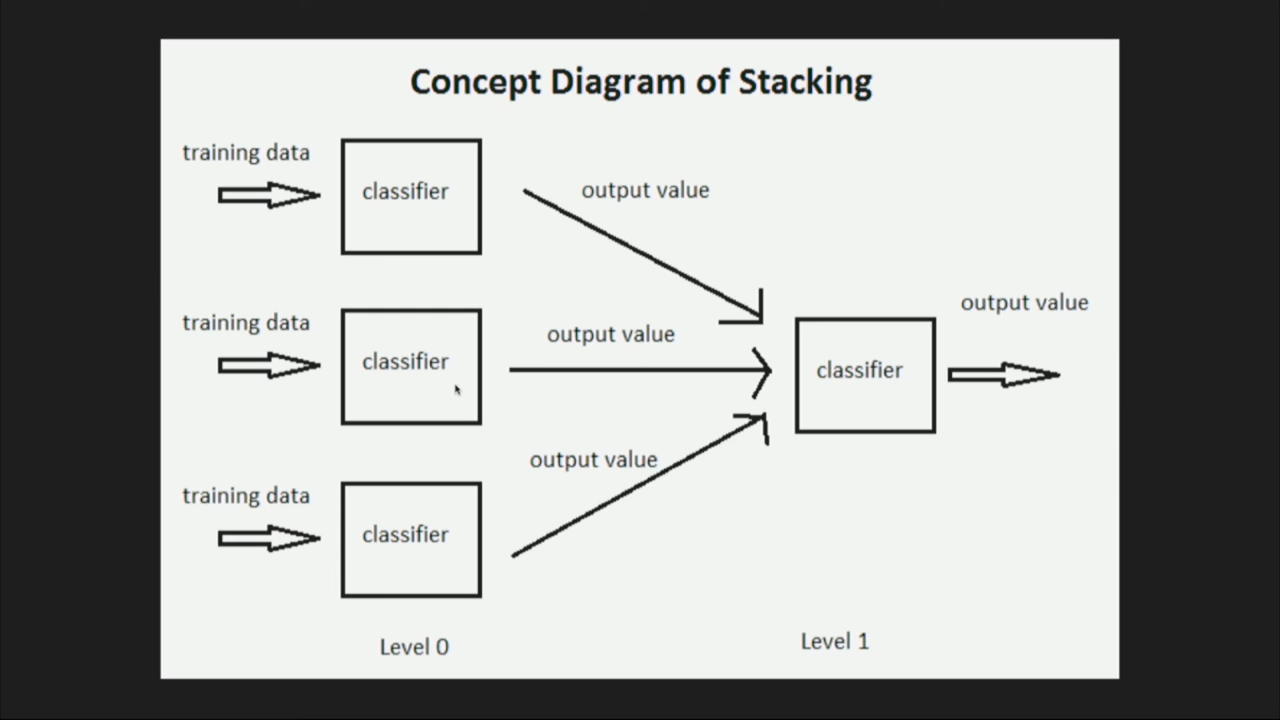 Concept Diagram of Stacking
training data
classifier
output value
training data
classifier
output value
classifier
output value
training data
classifier
output value
Level 0
Level 1